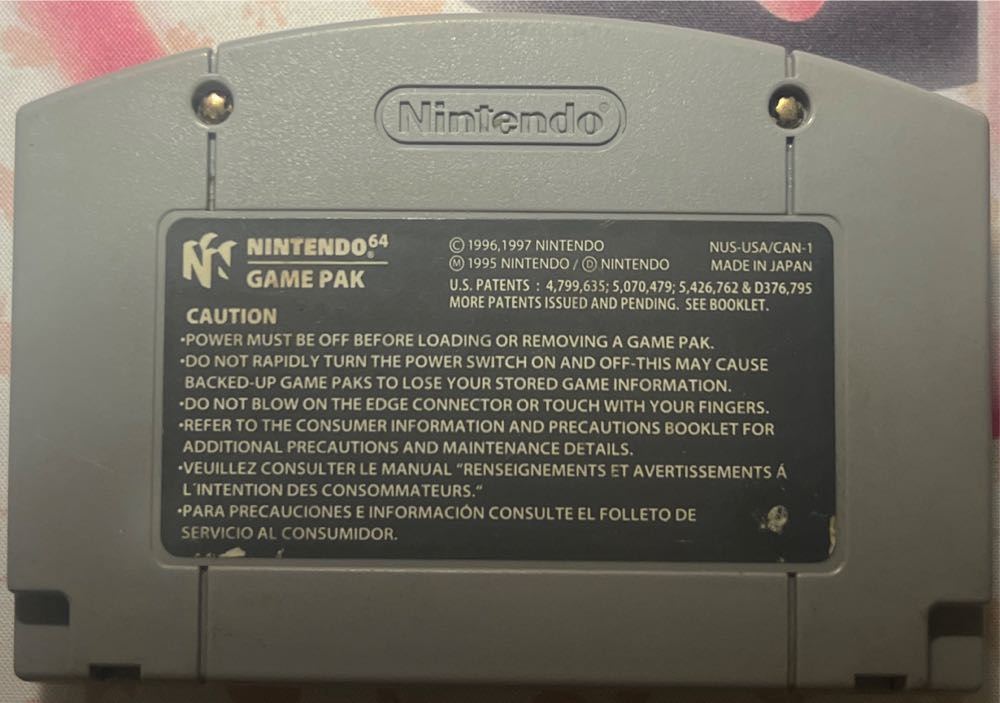 Nintendo®
NINTENDO⁶⁴
GAME PAK
© 1996,1997 NINTENDO
Ⓜ 1995 NINTENDO / Ⓓ NINTENDO
NUS-USA/CAN-1
MADE IN JAPAN
U.S. PATENTS : 4,799,635; 5,070,479; 5,426,762 & D376,795
MORE PATENTS ISSUED AND PENDING. SEE BOOKLET.
CAUTION
•POWER MUST BE OFF BEFORE LOADING OR REMOVING A GAME PAK.
•DO NOT RAPIDLY TURN THE POWER SWITCH ON AND OFF-THIS MAY CAUSE
BACKED-UP GAME PAKS TO LOSE YOUR STORED GAME INFORMATION.
•DO NOT BLOW ON THE EDGE CONNECTOR OR TOUCH WITH YOUR FINGERS.
•REFER TO THE CONSUMER INFORMATION AND PRECAUTIONS BOOKLET FOR
ADDITIONAL PRECAUTIONS AND MAINTENANCE DETAILS.
•VEUILLEZ CONSULTER LE MANUAL "RENSEIGNEMENTS ET AVERTISSEMENTS Á
L'INTENTION DES CONSOMMATEURS."
•PARA PRECAUCIONES E INFORMACIÓN CONSULTE EL FOLLETO DE
SERVICIO AL CONSUMIDOR.